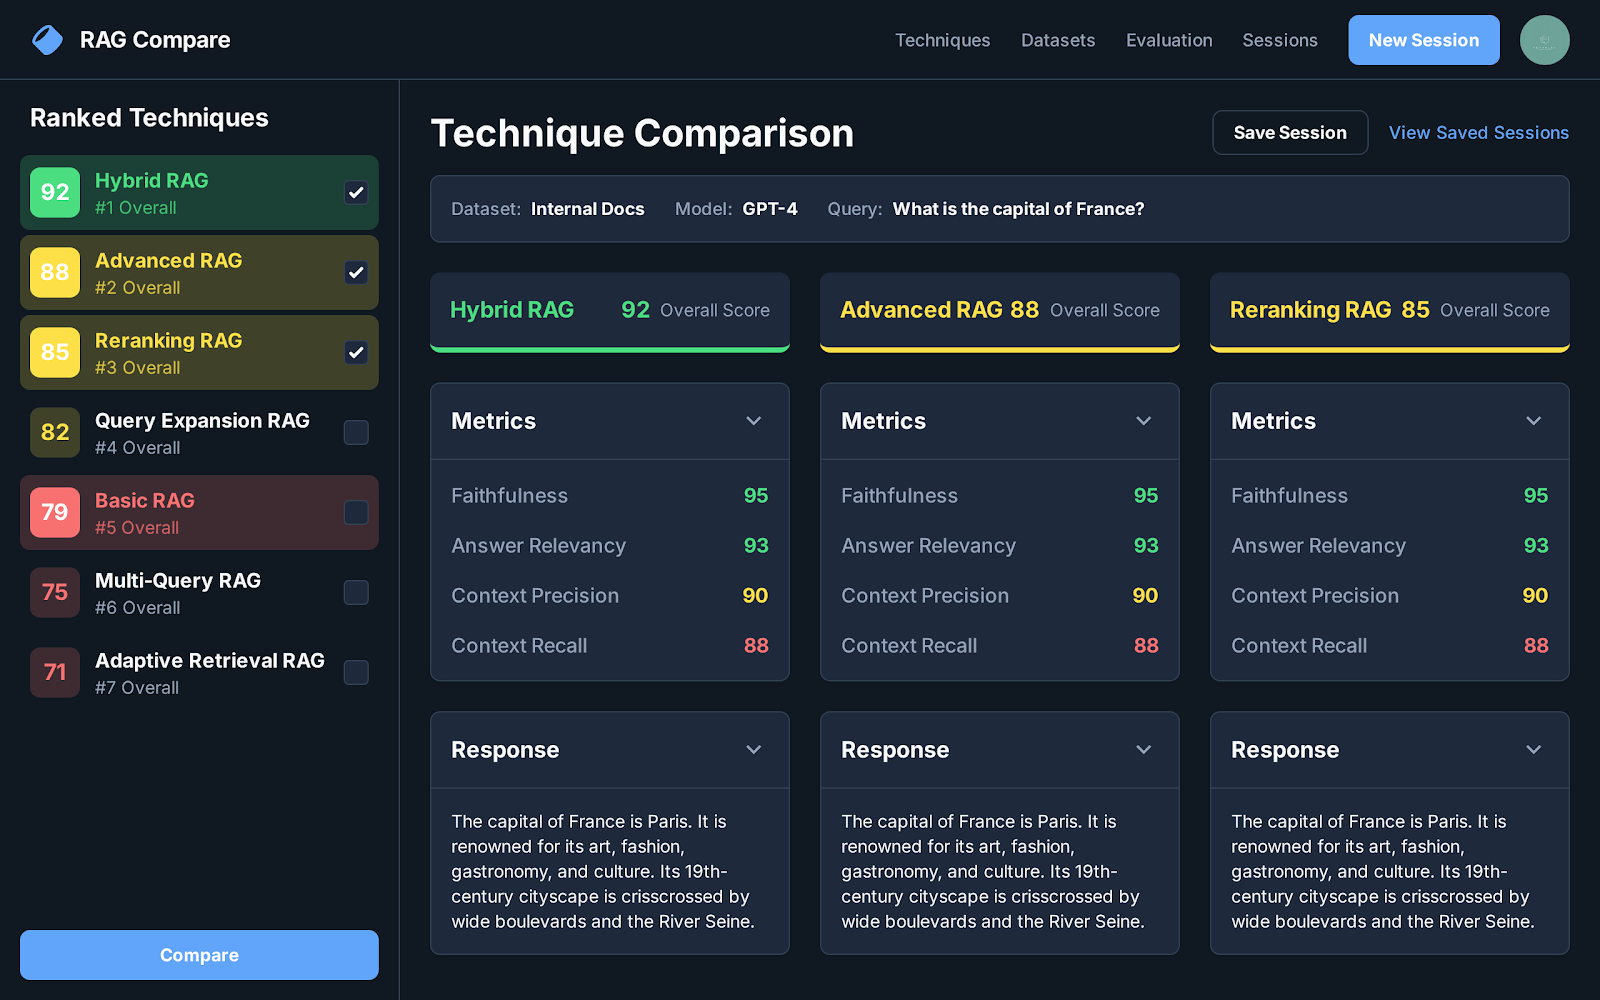 RAG Compare
Techniques
Datasets
Evaluation
Sessions
New Session
Ranked Techniques
92
Hybrid RAG
#1 Overall
88
Advanced RAG
#2 Overall
85
Reranking RAG
#3 Overall
82
Query Expansion RAG
#4 Overall
79
Basic RAG
#5 Overall
75
Multi-Query RAG
#6 Overall
71
Adaptive Retrieval RAG
#7 Overall
Compare
Technique Comparison
Save Session
View Saved Sessions
Dataset: Internal Docs Model: GPT-4 Query: What is the capital of France?
Hybrid RAG 92 Overall Score
Metrics
Faithfulness 95
Answer Relevancy 93
Context Precision 90
Context Recall 88
Response
The capital of France is Paris. It is
renowned for its art, fashion,
gastronomy, and culture. Its 19th-
century cityscape is crisscrossed by
wide boulevards and the River Seine.
Advanced RAG 88 Overall Score
Metrics
Faithfulness 95
Answer Relevancy 93
Context Precision 90
Context Recall 88
Response
The capital of France is Paris. It is
renowned for its art, fashion,
gastronomy, and culture. Its 19th-
century cityscape is crisscrossed by
wide boulevards and the River Seine.
Reranking RAG 85 Overall Score
Metrics
Faithfulness 95
Answer Relevancy 93
Context Precision 90
Context Recall 88
Response
The capital of France is Paris. It is
renowned for its art, fashion,
gastronomy, and culture. Its 19th-
century cityscape is crisscrossed by
wide boulevards and the River Seine.